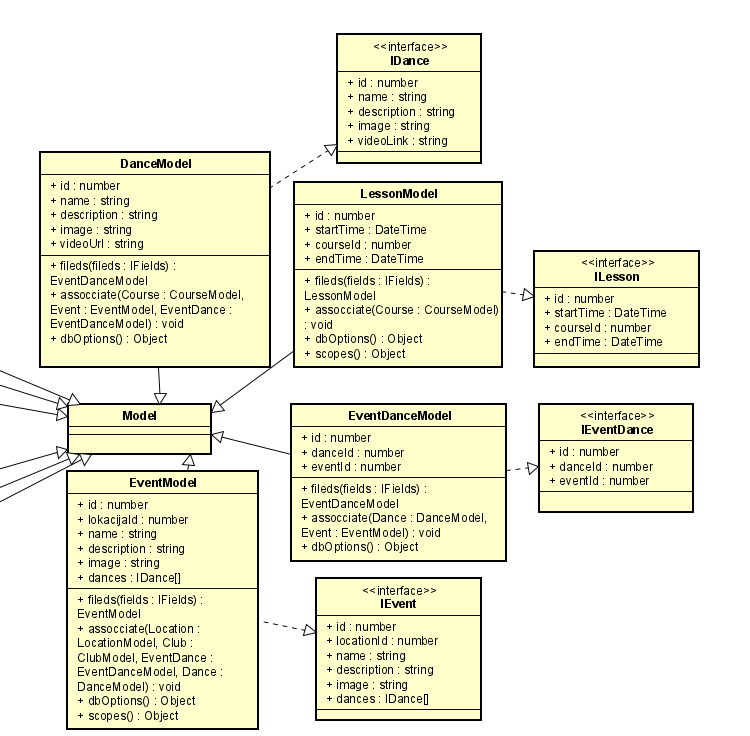 <<interface>>
IDance
+ id : number
+ name : string
+ description : string
+ image : string
+ videoLink : string
DanceModel
+ id : number
+ name : string
+ description : string
+ image : string
+ videoUrl : string
+ fileds(fileds : IFields) :
EventDanceModel
+ assocciate(Course : CourseModel,
Event : EventModel, EventDance :
EventDanceModel) : void
+ dbOptions() : Object
LessonModel
+ id : number
+ startTime : DateTime
+ courseId : number
+ endTime : DateTime
+ fileds(fields : IFields) :
LessonModel
+ assocciate(Course : CourseModel)
: void
+ dbOptions() : Object
+ scopes() : Object
<<interface>>
ILesson
+ id : number
+ startTime : DateTime
+ courseId : number
+ endTime : DateTime
Model
EventDanceModel
+ id : number
+ danceId : number
+ eventId : number
+ fileds(fields : IFields) :
EventDanceModel
+ assocciate(Dance : DanceModel,
Event : EventModel) : void
+ dbOptions() : Object
<<interface>>
IEventDance
+ id : number
+ danceId : number
+ eventId : number
EventModel
+ id : number
+ lokacijaId : number
+ name : string
+ description : string
+ image : string
+ dances : IDance[]
+ fileds(fields : IFields) :
EventModel
+ assocciate(Location :
LocationModel, Club :
ClubModel, EventDance :
EventDanceModel, Dance :
DanceModel) : void
+ dbOptions() : Object
+ scopes() : Object
<<interface>>
IEvent
+ id : number
+ locationId : number
+ name : string
+ description : string
+ image : string
+ dances : IDance[]